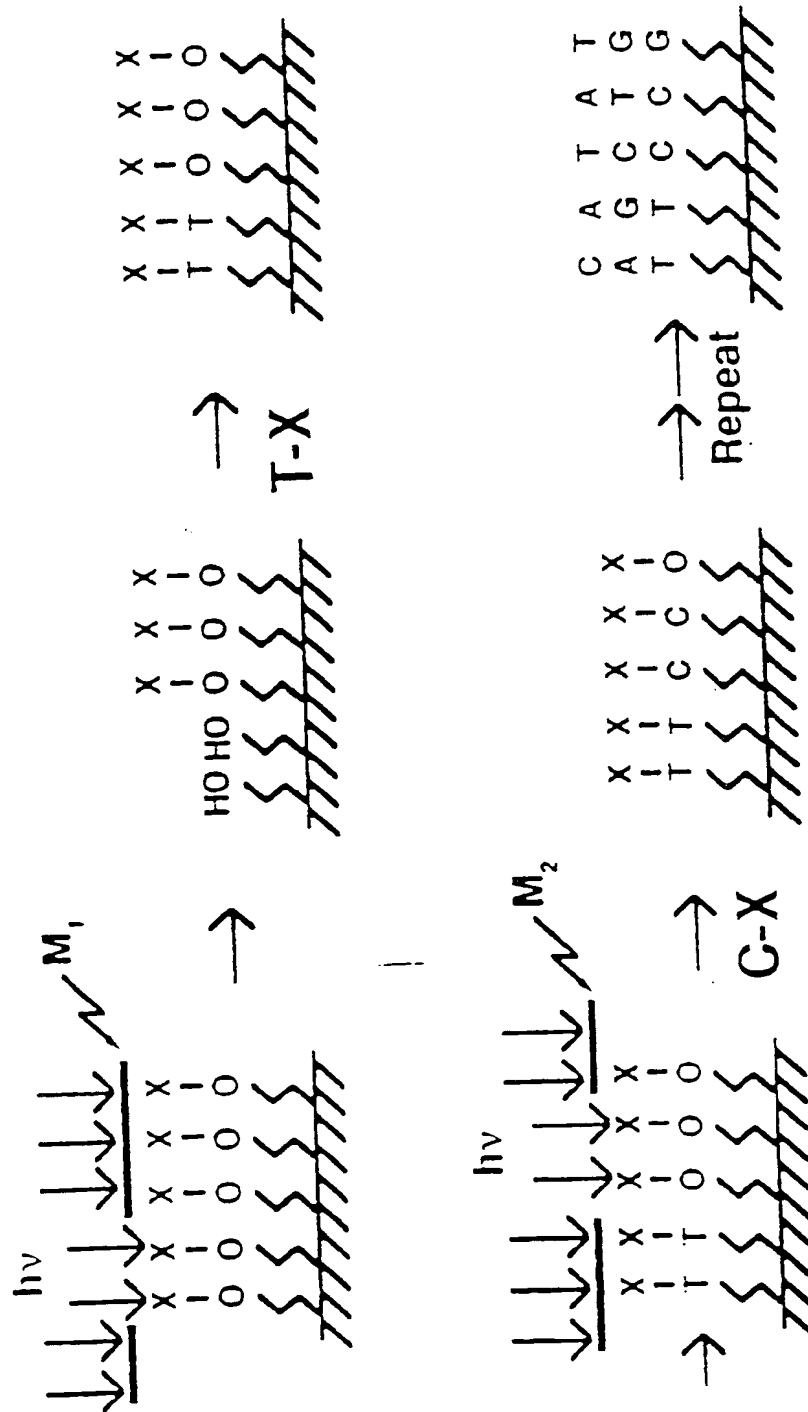 hν
M₁
X X X X X
O O O O O
X X X
HO HO O O O
T-X
X X X X X
T T O O O
hν
M₂
X X X X X
T T O O O
C-X
X X X X X
T T C C O
Repeat
C A T A T
A G C T G
T T C C G